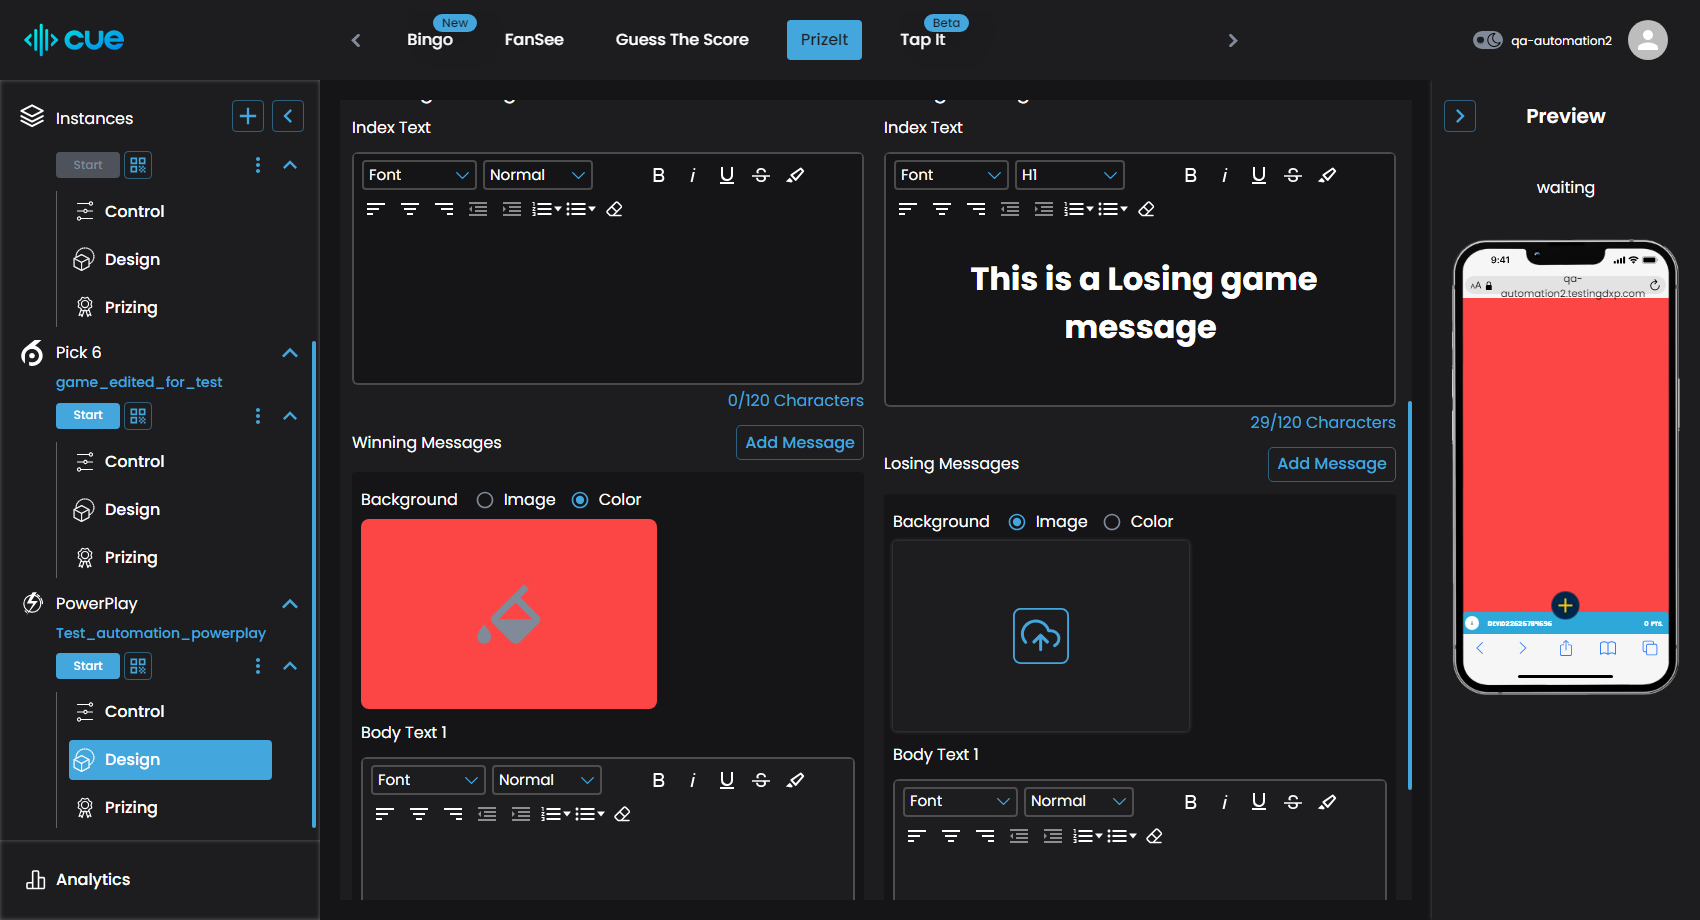 cue
New
Bingo
FanSee
Guess The Score
PrizeIt
Beta
Tap It
qa-automation2
Instances
Start
Control
Design
Prizing
Pick 6
game_edited_for_test
Start
Control
Design
Prizing
PowerPlay
Test_automation_powerplay
Start
Control
Design
Prizing
Analytics
Index Text
Font
Normal
B
i
U
S
0/120 Characters
Winning Messages
Add Message
Background
Image
Color
Body Text 1
Font
Normal
B
i
U
S
Index Text
Font
H1
B
i
U
S
This is a Losing game
message
29/120 Characters
Losing Messages
Add Message
Background
Image
Color
Body Text 1
Font
Normal
B
i
U
S
Preview
waiting
9:41
AA
qa-
automation2.testingdxp.com
0 PTS.